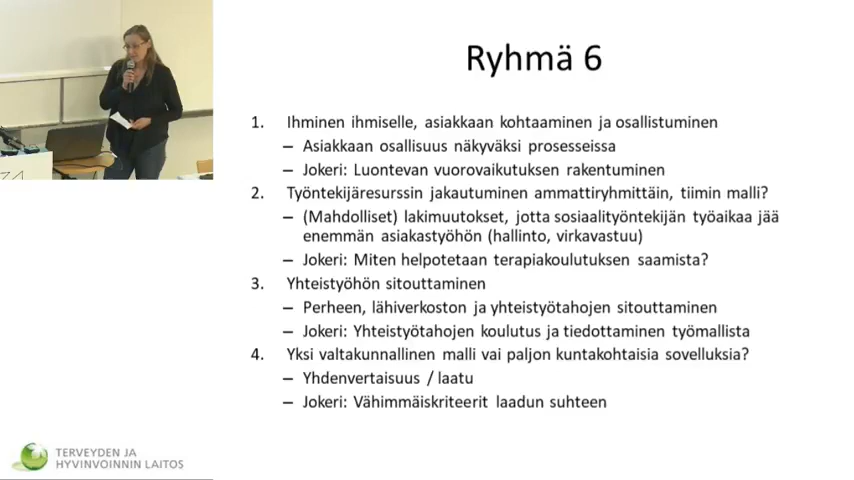 Ryhmä 6
1. Ihminen ihmiselle, asiakkaan kohtaaminen ja osallistuminen
– Asiakkaan osallisuus näkyväksi prosesseissa
– Jokeri: Luontevan vuorovaikutuksen rakentuminen
2. Työntekijäresurssin jakautuminen ammattiryhmittäin, tiimin malli?
– (Mahdolliset) lakimuutokset, jotta sosiaalityöntekijän työaikaa jää
enemmän asiakastyöhön (hallinto, virkavastuu)
– Jokeri: Miten helpotetaan terapiakoulutuksen saamista?
3. Yhteistyöhön sitouttaminen
– Perheen, lähiverkoston ja yhteistyötahojen sitouttaminen
– Jokeri: Yhteistyötahojen koulutus ja tiedottaminen työmallista
4. Yksi valtakunnallinen malli vai paljon kuntakohtaisia sovelluksia?
– Yhdenvertaisuus / laatu
– Jokeri: Vähimmäiskriteerit laadun suhteen
TERVEYDEN JA
HYVINVOINNIN LAITOS